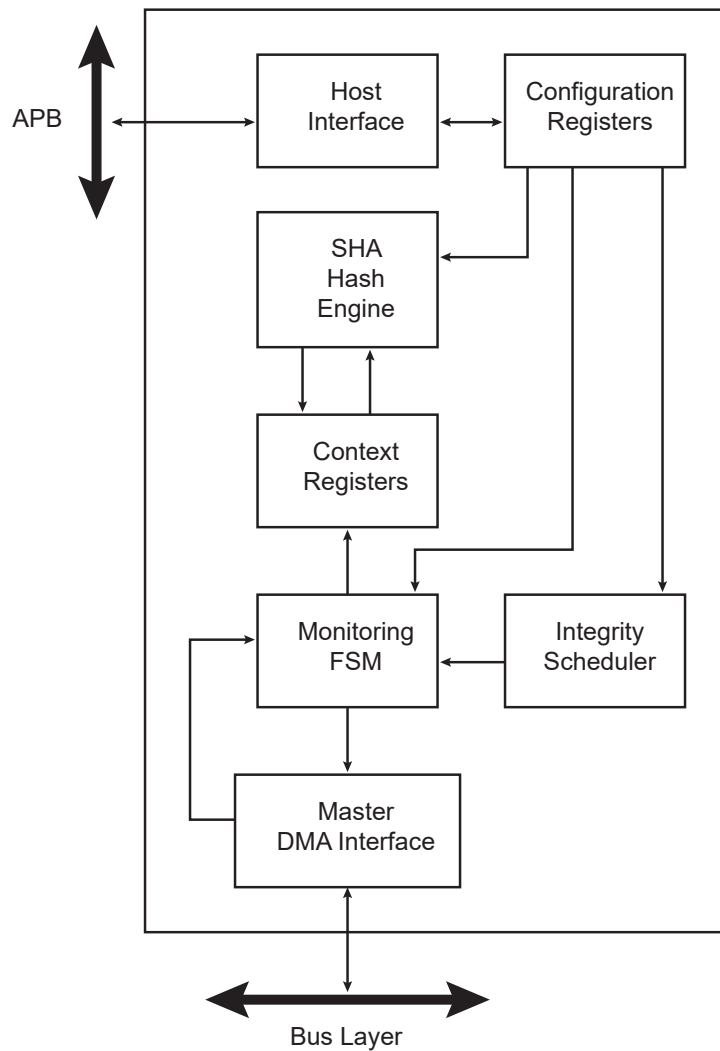 APB
Host
Interface
Configuration
Registers
SHA
Hash
Engine
Context
Registers
Monitoring
FSM
Integrity
Scheduler
Master
DMA Interface
Bus Layer